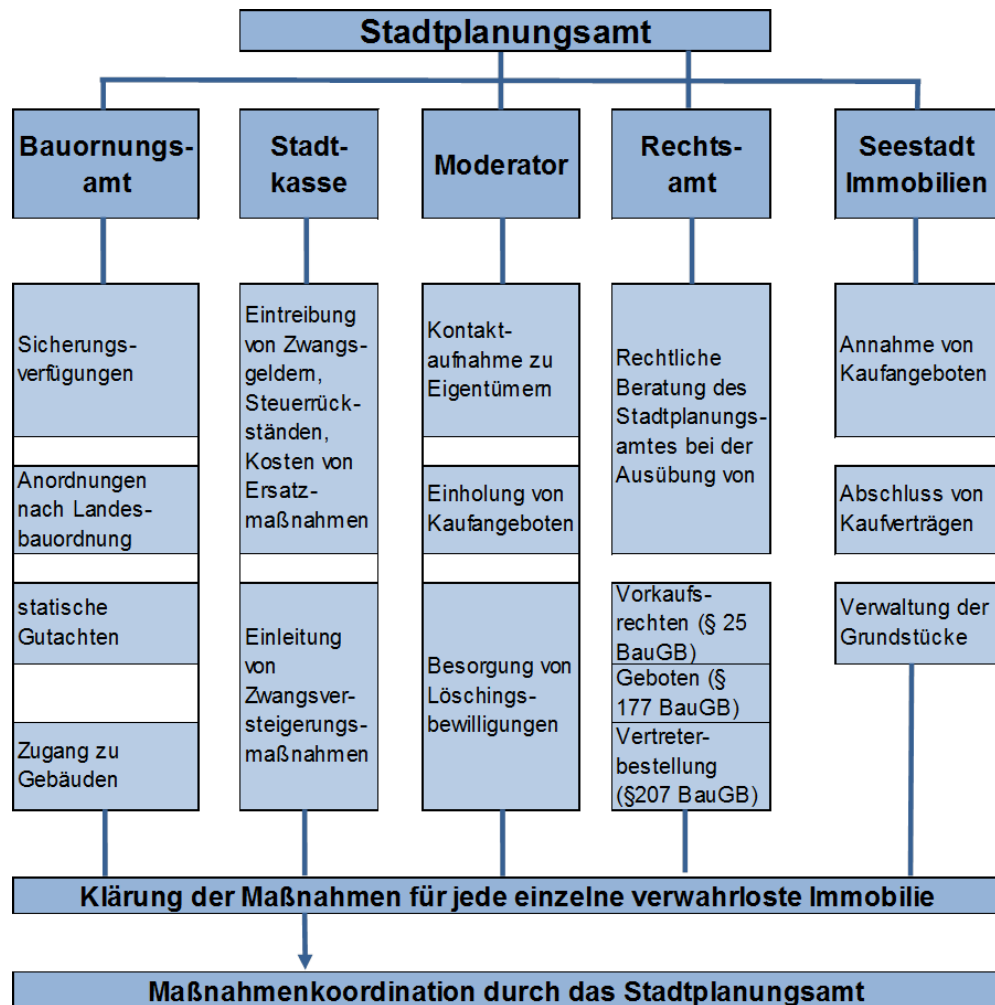 Stadtplanungsamt
Bauornungs-
amt
Stadt-
kasse
Moderator
Rechts-
amt
Seestadt
Immobilien
Sicherungs-
verfügungen
Anordnungen
nach Landes-
bauordnung
statische
Gutachten
Zugang zu
Gebäuden
Eintreibung
von Zwangs-
geldern,
Steuerrück-
ständen,
Kosten von
Ersatz-
maßnahmen
Einleitung
von
Zwangsver-
steigerungs-
maßnahmen
Kontakt-
aufnahme zu
Eigentümern
Einholung von
Kaufangeboten
Besorgung von
Löschings-
bewilligungen
Rechtliche
Beratung des
Stadtplanungs-
amtes bei der
Ausübung von
Vorkaufs-
rechten (§ 25
BauGB)
Geboten (§
177 BauGB)
Vertreter-
bestellung
(§207 BauGB)
Annahme von
Kaufangeboten
Abschluss von
Kaufverträgen
Verwaltung der
Grundstücke
Klärung der Maßnahmen für jede einzelne verwahrloste Immobilie
Maßnahmenkoordination durch das Stadtplanungsamt